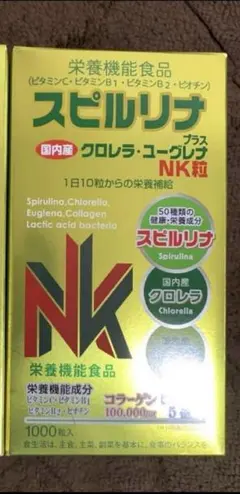 栄養機能食品
(ビタミンC・ビタミンB1・ビタミンB2・ビオチン)
スピルリナ
プラス
国内産 クロレラ・ユーグレナ
NK粒
1日10粒からの栄養補給
Spirulina,Chlorella,
Euglena,Collagen
Lactic acid bacteria
50種類の
健康・栄養成分
スピルリナ
Spirulina
国内産
クロレラ
Chlorella
NK
栄養機能食品
栄養機能成分
ビタミンC・ビタミンB1
ビタミンB2・ビオチン
コラーゲン
100,000mg
1000粒入
食生活は、主食、主菜、副菜を基本に、食事のバランスを